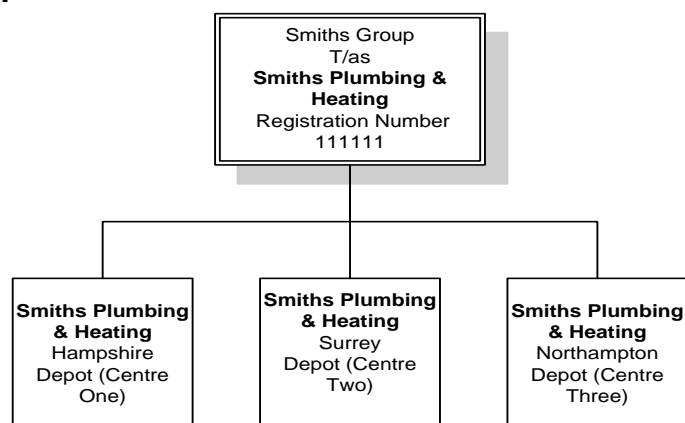 Smiths Group
T/as
Smiths Plumbing &
Heating
Registration Number
111111
Smiths Plumbing
& Heating
Hampshire
Depot (Centre
One)
Smiths Plumbing
& Heating
Surrey
Depot (Centre
Two)
Smiths Plumbing
& Heating
Northampton
Depot (Centre
Three)